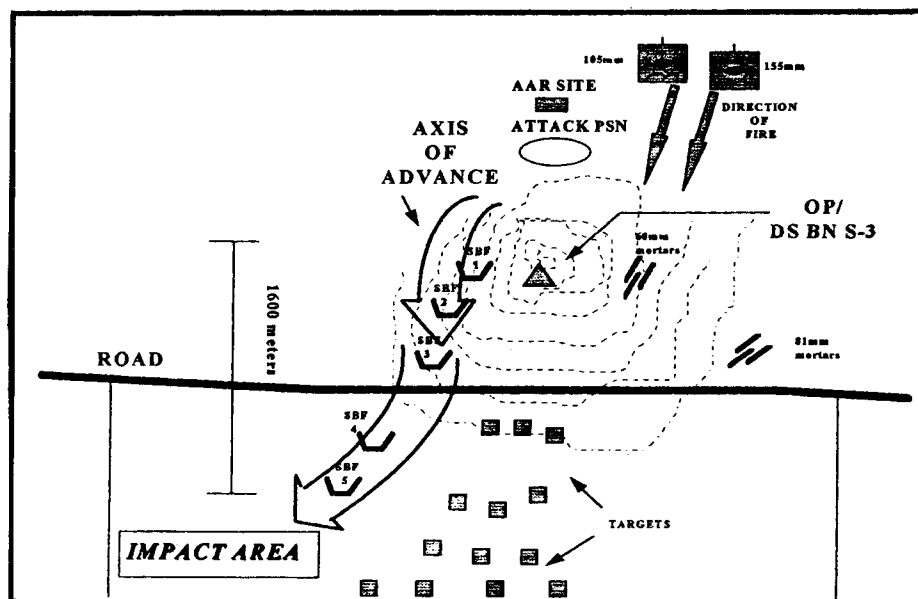 105mm
155mm
AAR SITE
DIRECTION
OF
FIRE
ATTACK PSN
AXIS
OF
ADVANCE
OP/
DS BN S-3
60mm
mortars
SBF
1
SBF
2
1600 meters
SBF
3
81mm
mortars
ROAD
SBF
4
SBF
5
TARGETS
IMPACT AREA